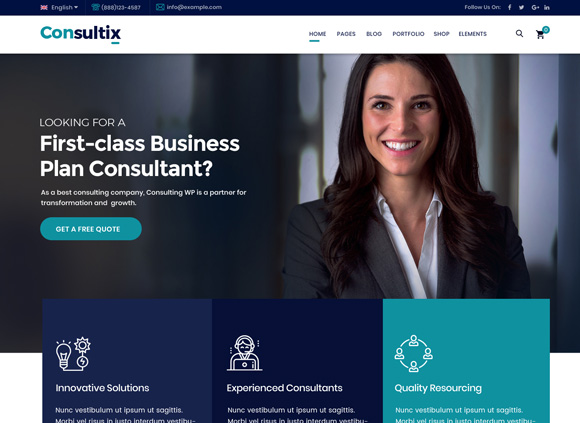 English
(888)123-4587
info@example.com
Follow Us On:
Consultix
HOME
PAGES
BLOG
PORTFOLIO
SHOP
ELEMENTS
0
LOOKING FOR A
First-class Business
Plan Consultant?
As a best consulting company, Consulting WP is a partner for
transformation and growth.
GET A FREE QUOTE
Innovative Solutions
Nunc vestibulum ut ipsum ut sagittis.
Morbi vel risus in justo interdum vestibu-
Experienced Consultants
Nunc vestibulum ut ipsum ut sagittis.
Morbi vel risus in justo interdum vestibu-
Quality Resourcing
Nunc vestibulum ut ipsum ut sagittis.
Morbi vel risus in justo interdum vestibu-